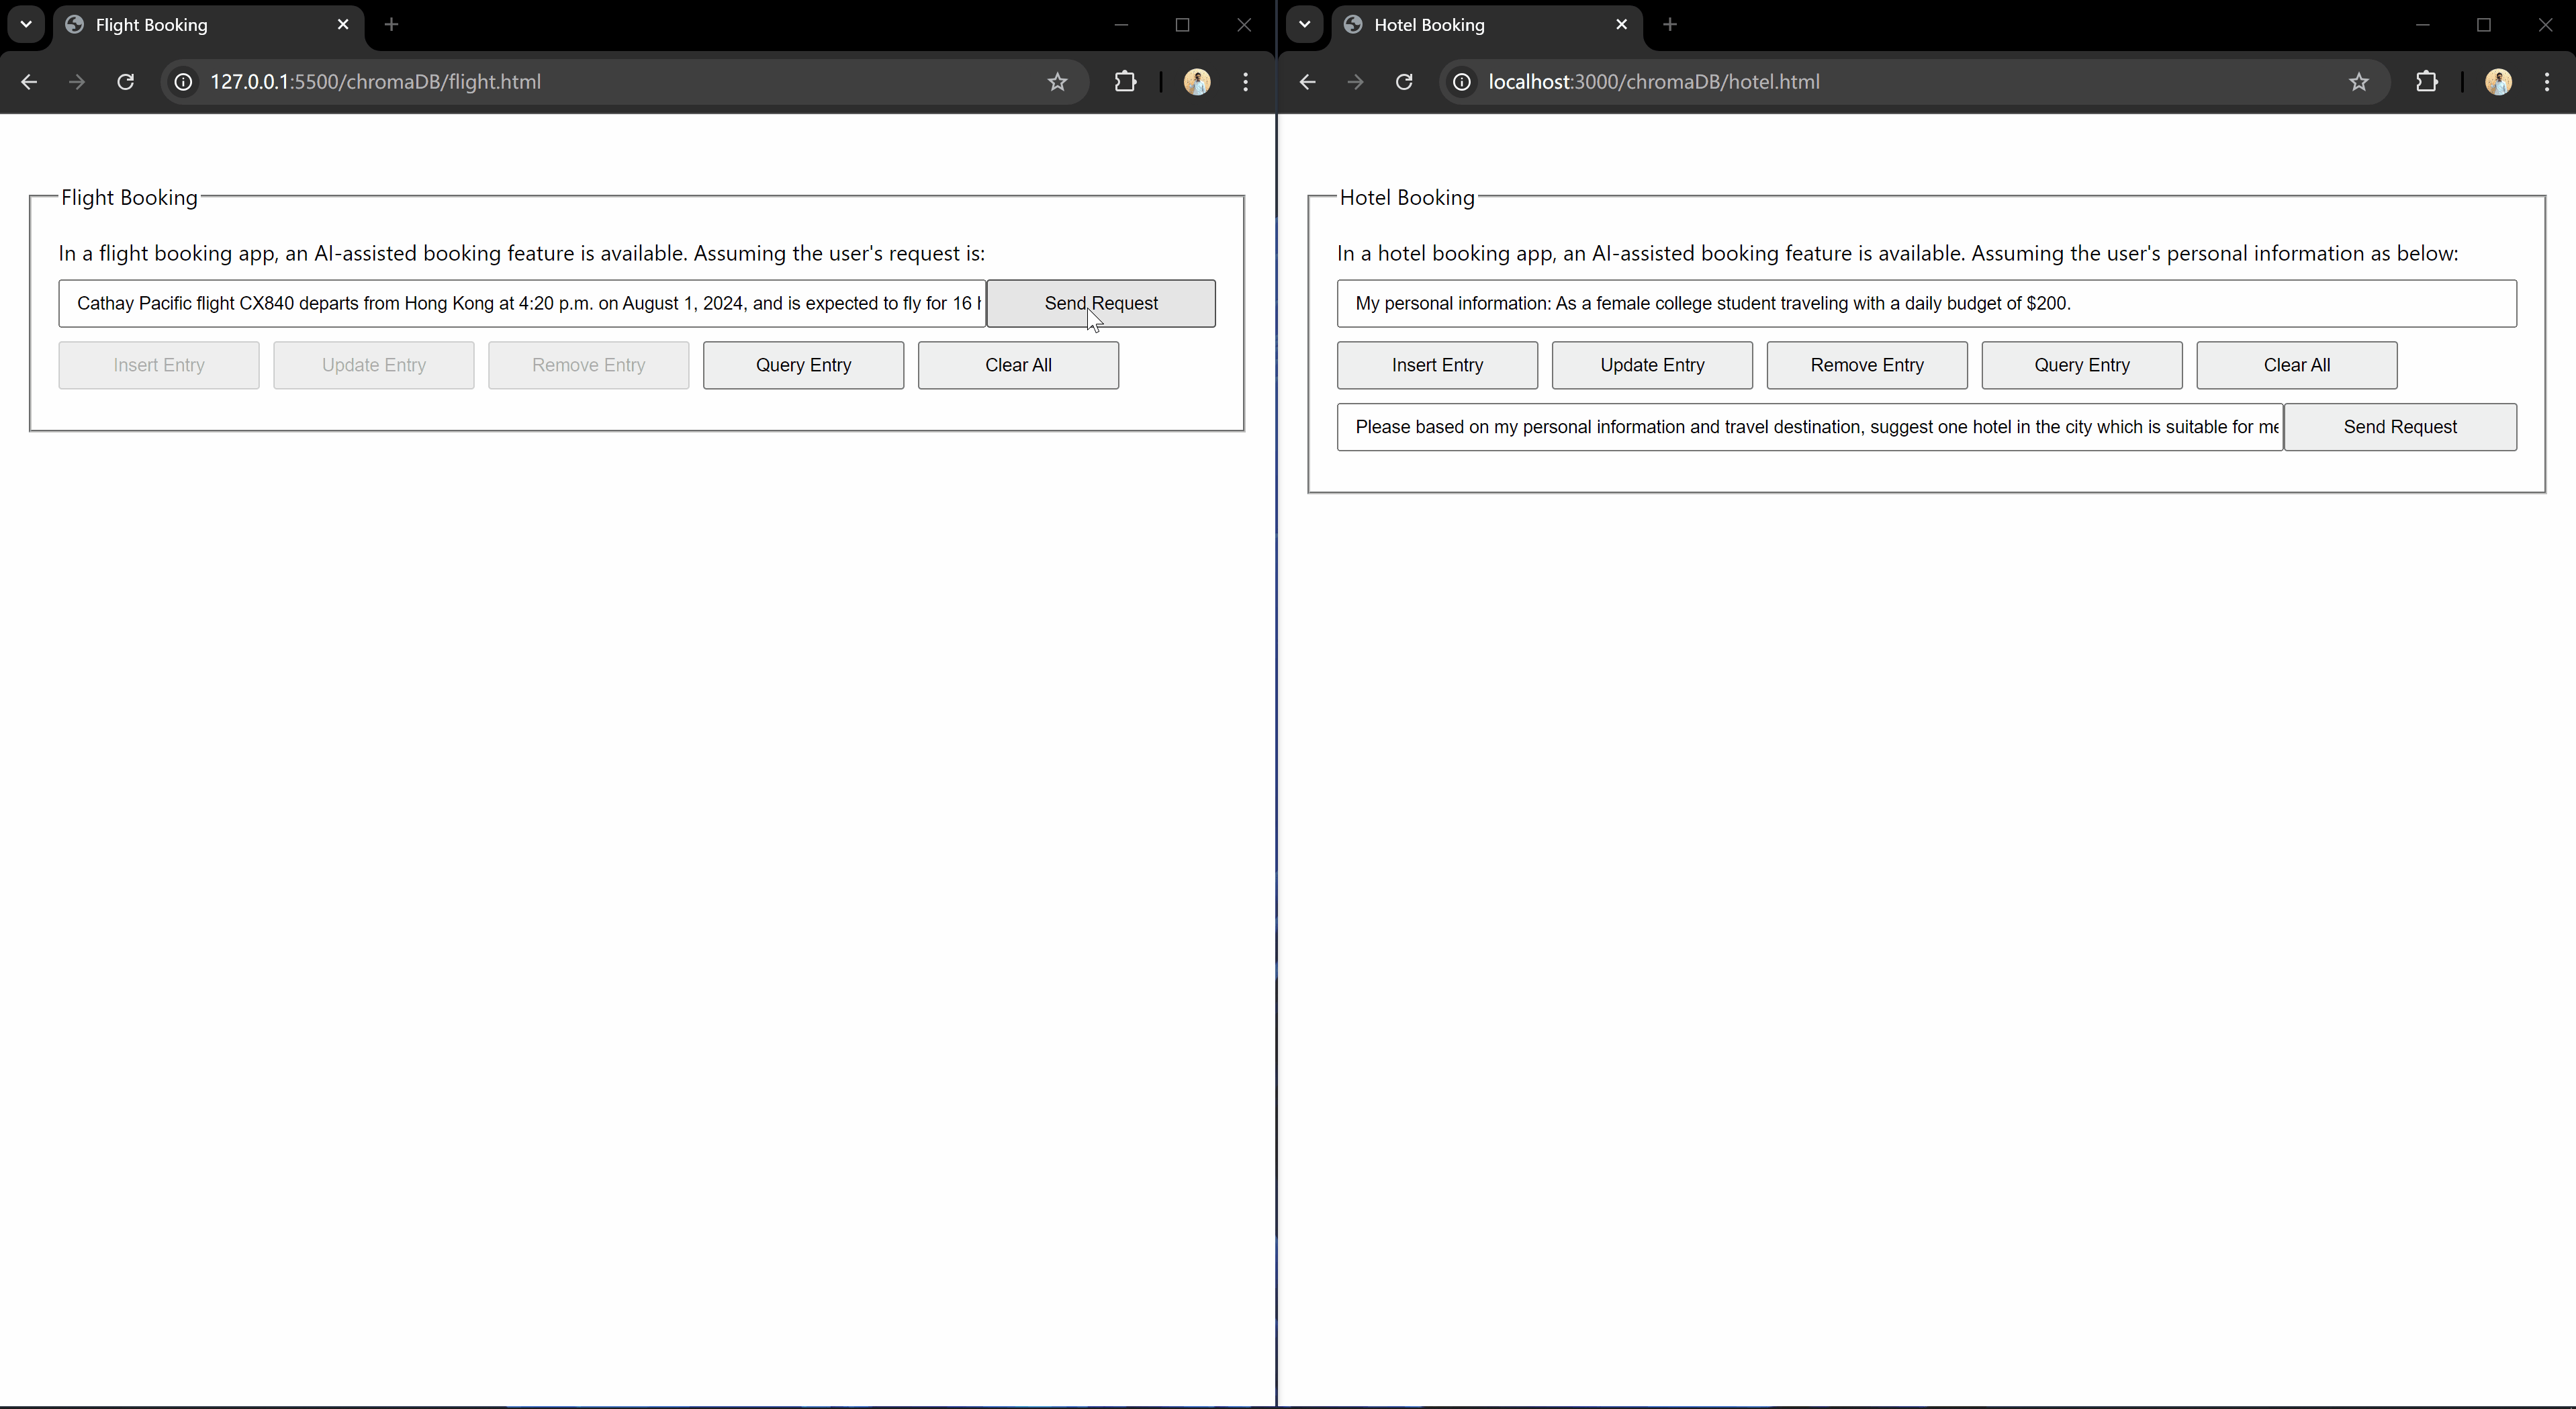 Flight Booking
127.0.0.1:5500/chromaDB/flight.html
Flight Booking
In a flight booking app, an AI-assisted booking feature is available. Assuming the user's request is:
Cathay Pacific flight CX840 departs from Hong Kong at 4:20 p.m. on August 1, 2024, and is expected to fly for 16
Send Request
Insert Entry
Update Entry
Remove Entry
Query Entry
Clear All
Hotel Booking
localhost:3000/chromaDB/hotel.html
Hotel Booking
In a hotel booking app, an AI-assisted booking feature is available. Assuming the user's personal information as below:
My personal information: As a female college student traveling with a daily budget of $200.
Insert Entry
Update Entry
Remove Entry
Query Entry
Clear All
Please based on my personal information and travel destination, suggest one hotel in the city which is suitable for me
Send Request